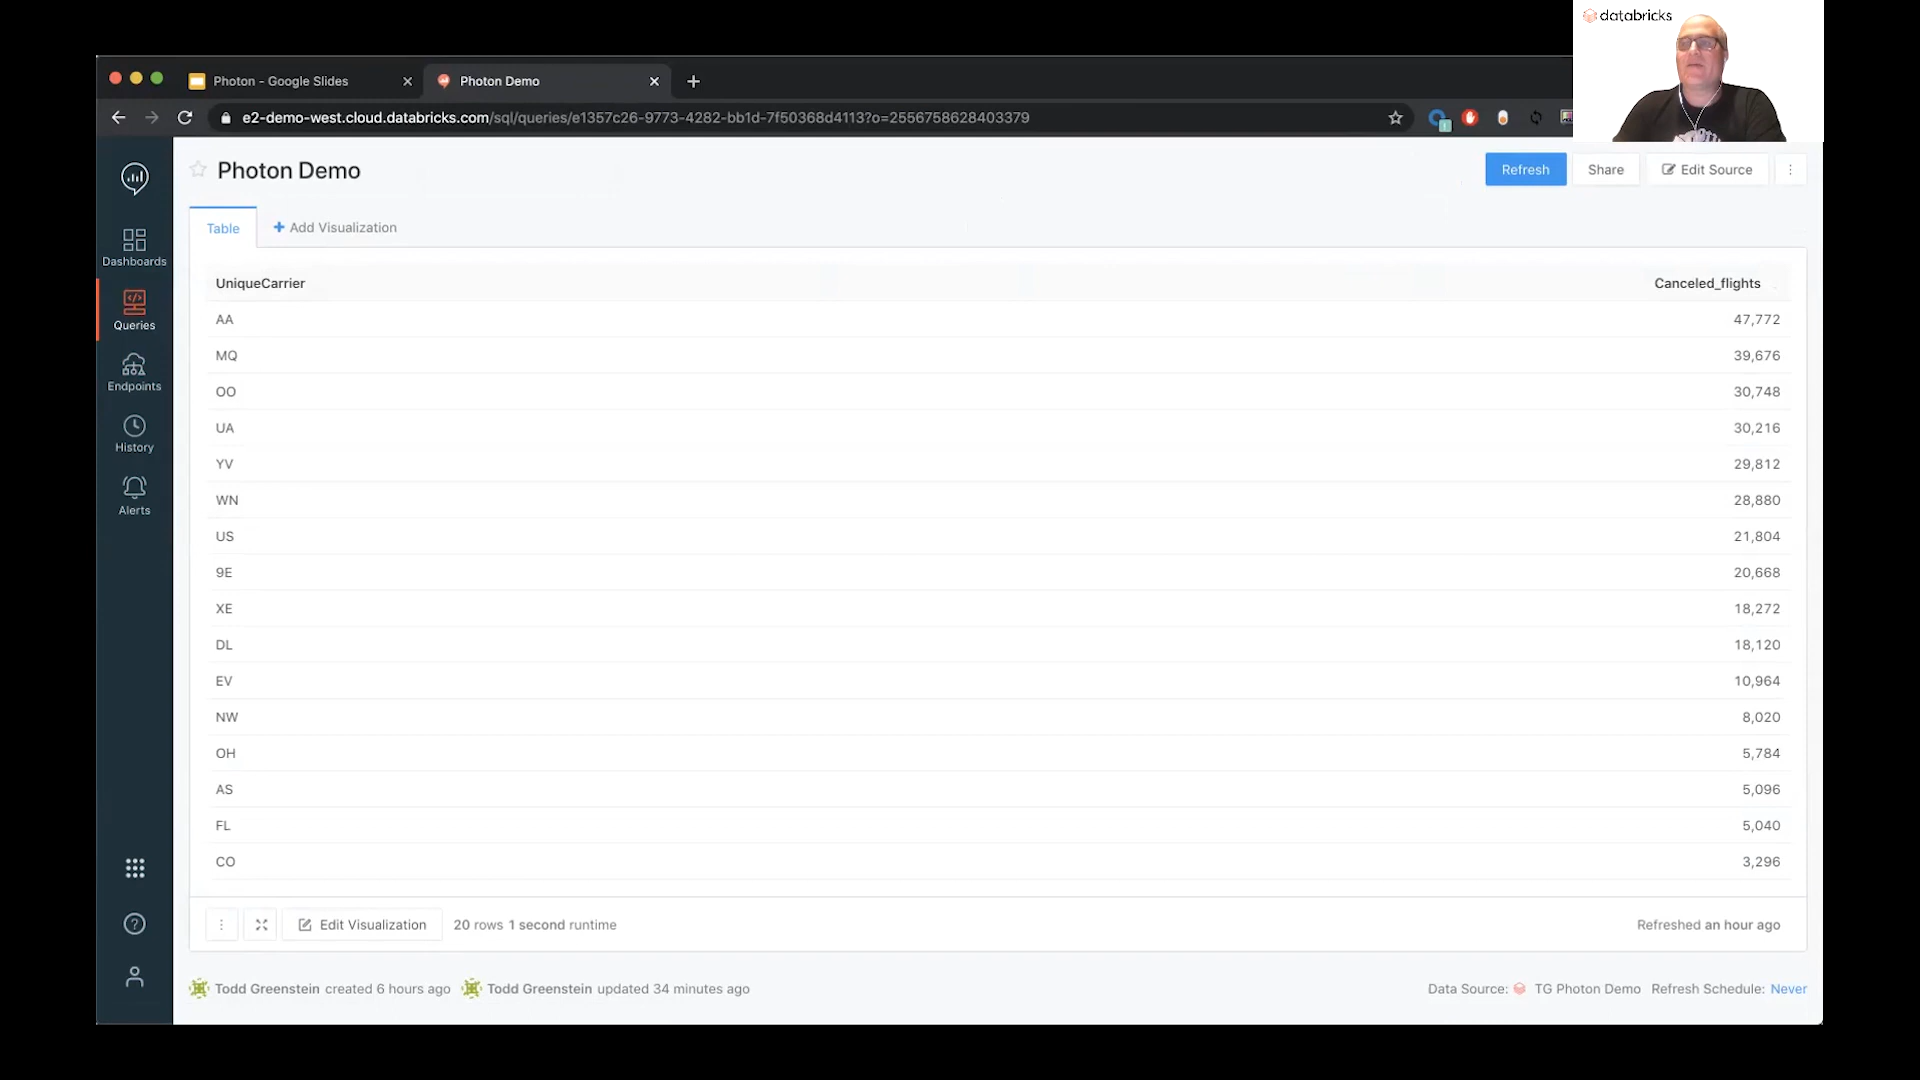 databricks
Photon - Google Slides
Photon Demo
e2-demo-west.cloud.databricks.com/sql/queries/e1357c26-9773-4282-bb1d-7f50368d4113?o=2556758628403379
Photon Demo
Refresh
Share
Edit Source
Table
+ Add Visualization
Dashboards
Queries
Endpoints
History
Alerts
UniqueCarrier Canceled_flights
AA 47,772
MQ 39,676
OO 30,748
UA 30,216
YV 29,812
WN 28,880
US 21,804
9E 20,668
XE 18,272
DL 18,120
EV 10,964
NW 8,020
OH 5,784
AS 5,096
FL 5,040
CO 3,296
Edit Visualization
20 rows 1 second runtime
Refreshed an hour ago
Todd Greenstein created 6 hours ago
Todd Greenstein updated 34 minutes ago
Data Source: TG Photon Demo
Refresh Schedule: Never